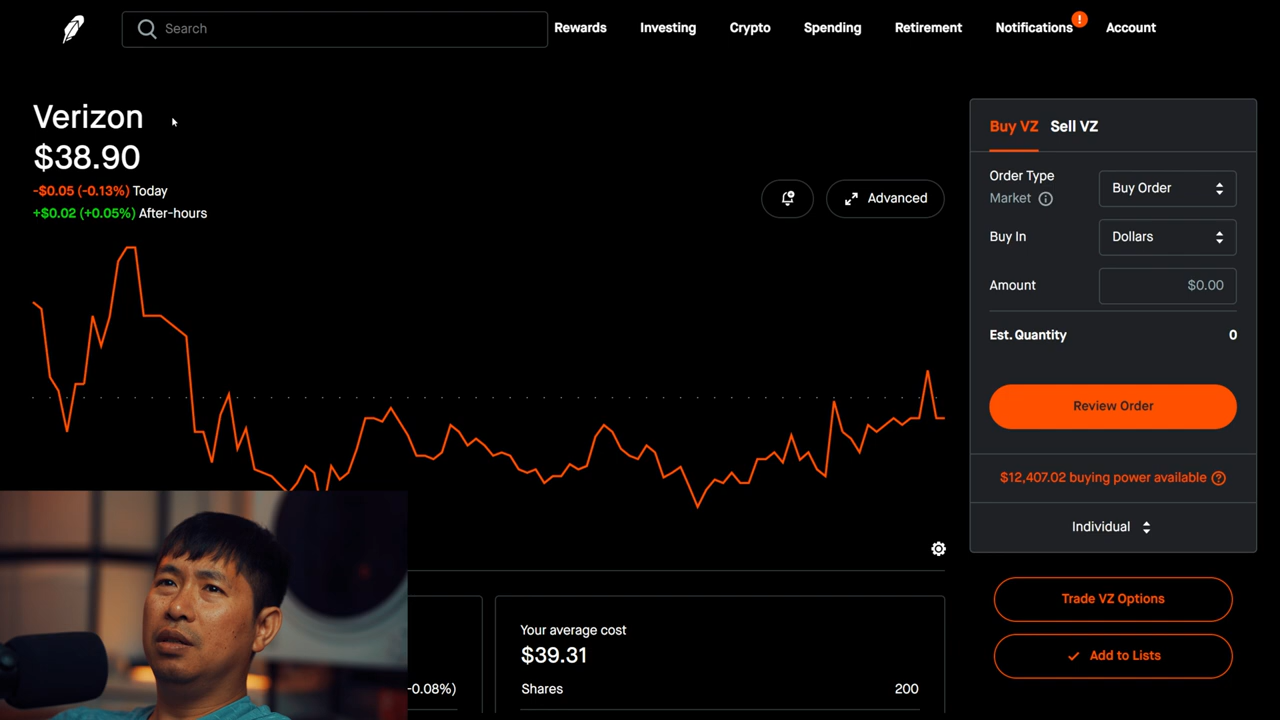 Search
Rewards
Investing
Crypto
Spending
Retirement
Notifications
!
Account
Verizon
$38.90
-$0.05 (-0.13%) Today
+$0.02 (+0.05%) After-hours
Advanced
Buy VZ
Sell VZ
Order Type
Market
Buy Order
Buy In
Dollars
Amount
$0.00
Est. Quantity
0
Review Order
$12,407.02 buying power available
Individual
Trade VZ Options
Add to Lists
-0.08%)
Your average cost
$39.31
Shares
200